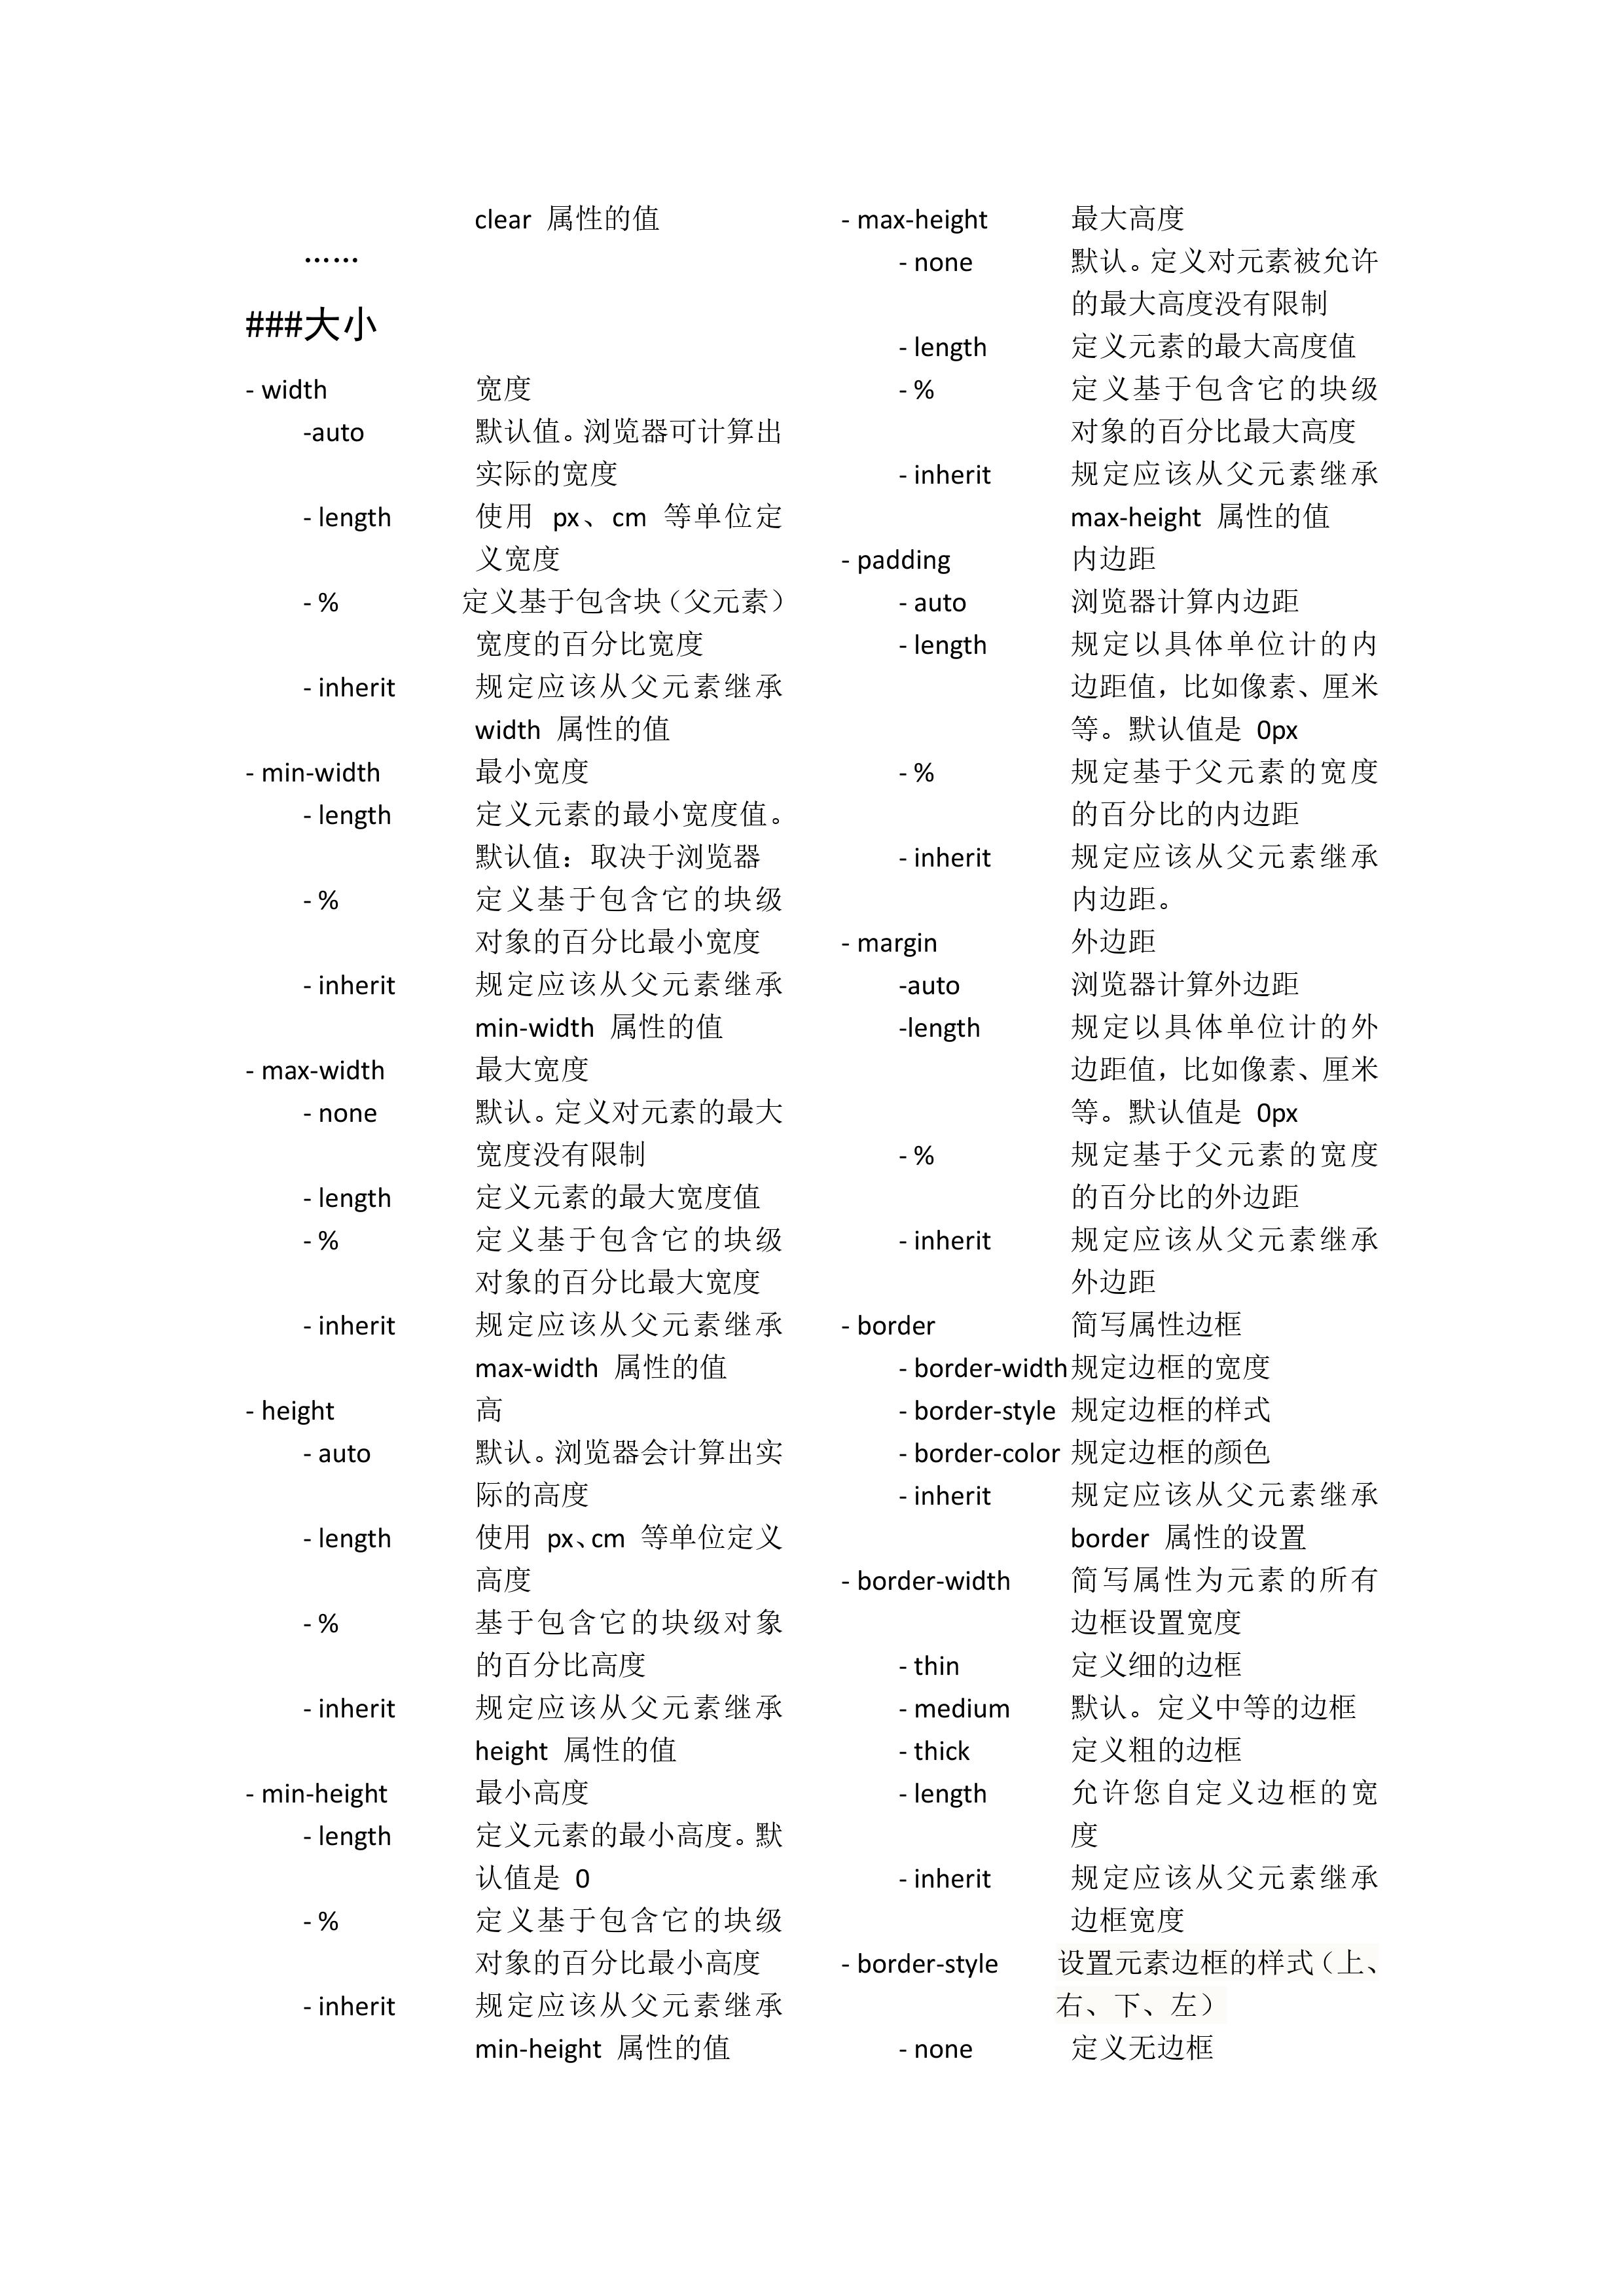 clear 属性的值
……
###大小
- width 宽度
-auto 默认值。浏览器可计算出
实际的宽度
- length 使用 px、cm 等单位定
义宽度
- % 定义基于包含块（父元素）
宽度的百分比宽度
- inherit 规定应该从父元素继承
width 属性的值
- min-width 最小宽度
- length 定义元素的最小宽度值。
默认值：取决于浏览器
- % 定义基于包含它的块级
对象的百分比最小宽度
- inherit 规定应该从父元素继承
min-width 属性的值
- max-width 最大宽度
- none 默认。定义对元素的最大
宽度没有限制
- length 定义元素的最大宽度值
- % 定义基于包含它的块级
对象的百分比最大宽度
- inherit 规定应该从父元素继承
max-width 属性的值
- height 高
- auto 默认。浏览器会计算出实
际的高度
- length 使用 px、cm 等单位定义
高度
- % 基于包含它的块级对象
的百分比高度
- inherit 规定应该从父元素继承
height 属性的值
- min-height 最小高度
- length 定义元素的最小高度。默
认值是 0
- % 定义基于包含它的块级
对象的百分比最小高度
- inherit 规定应该从父元素继承
min-height 属性的值
- max-height 最大高度
- none 默认。定义对元素被允许
的最大高度没有限制
- length 定义元素的最大高度值
- % 定义基于包含它的块级
对象的百分比最大高度
- inherit 规定应该从父元素继承
max-height 属性的值
- padding 内边距
- auto 浏览器计算内边距
- length 规定以具体单位计的内
边距值，比如像素、厘米
等。默认值是 0px
- % 规定基于父元素的宽度
的百分比的内边距
- inherit 规定应该从父元素继承
内边距。
- margin 外边距
-auto 浏览器计算外边距
-length 规定以具体单位计的外
边距值，比如像素、厘米
等。默认值是 0px
- % 规定基于父元素的宽度
的百分比的外边距
- inherit 规定应该从父元素继承
外边距
- border 简写属性边框
- border-width 规定边框的宽度
- border-style 规定边框的样式
- border-color 规定边框的颜色
- inherit 规定应该从父元素继承
border 属性的设置
- border-width 简写属性为元素的所有
边框设置宽度
- thin 定义细的边框
- medium 默认。定义中等的边框
- thick 定义粗的边框
- length 允许您自定义边框的宽
度
- inherit 规定应该从父元素继承
边框宽度
- border-style 设置元素边框的样式（上、
右、下、左）
- none 定义无边框